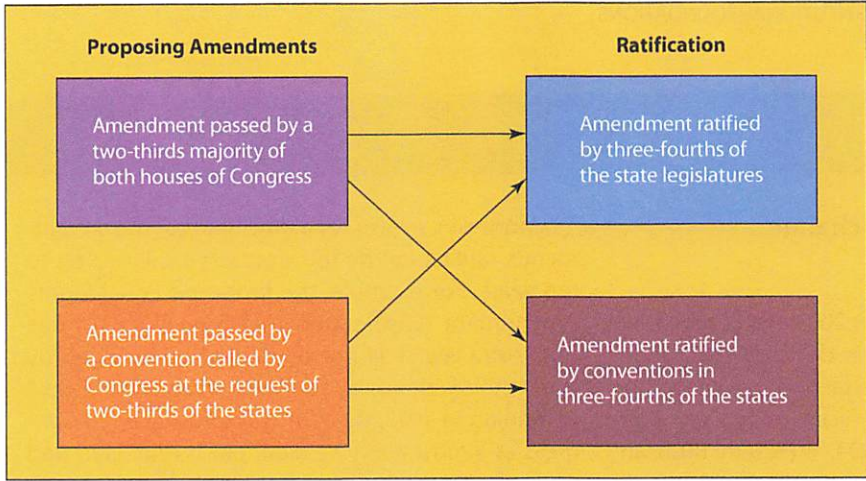 Proposing Amendments
Ratification
Amendment passed by a
two-thirds majority of
both houses of Congress
Amendment ratified
by three-fourths of
the state legislatures
Amendment passed by
a convention called by
Congress at the request of
two-thirds of the states
Amendment ratified
by conventions in
three-fourths of the states